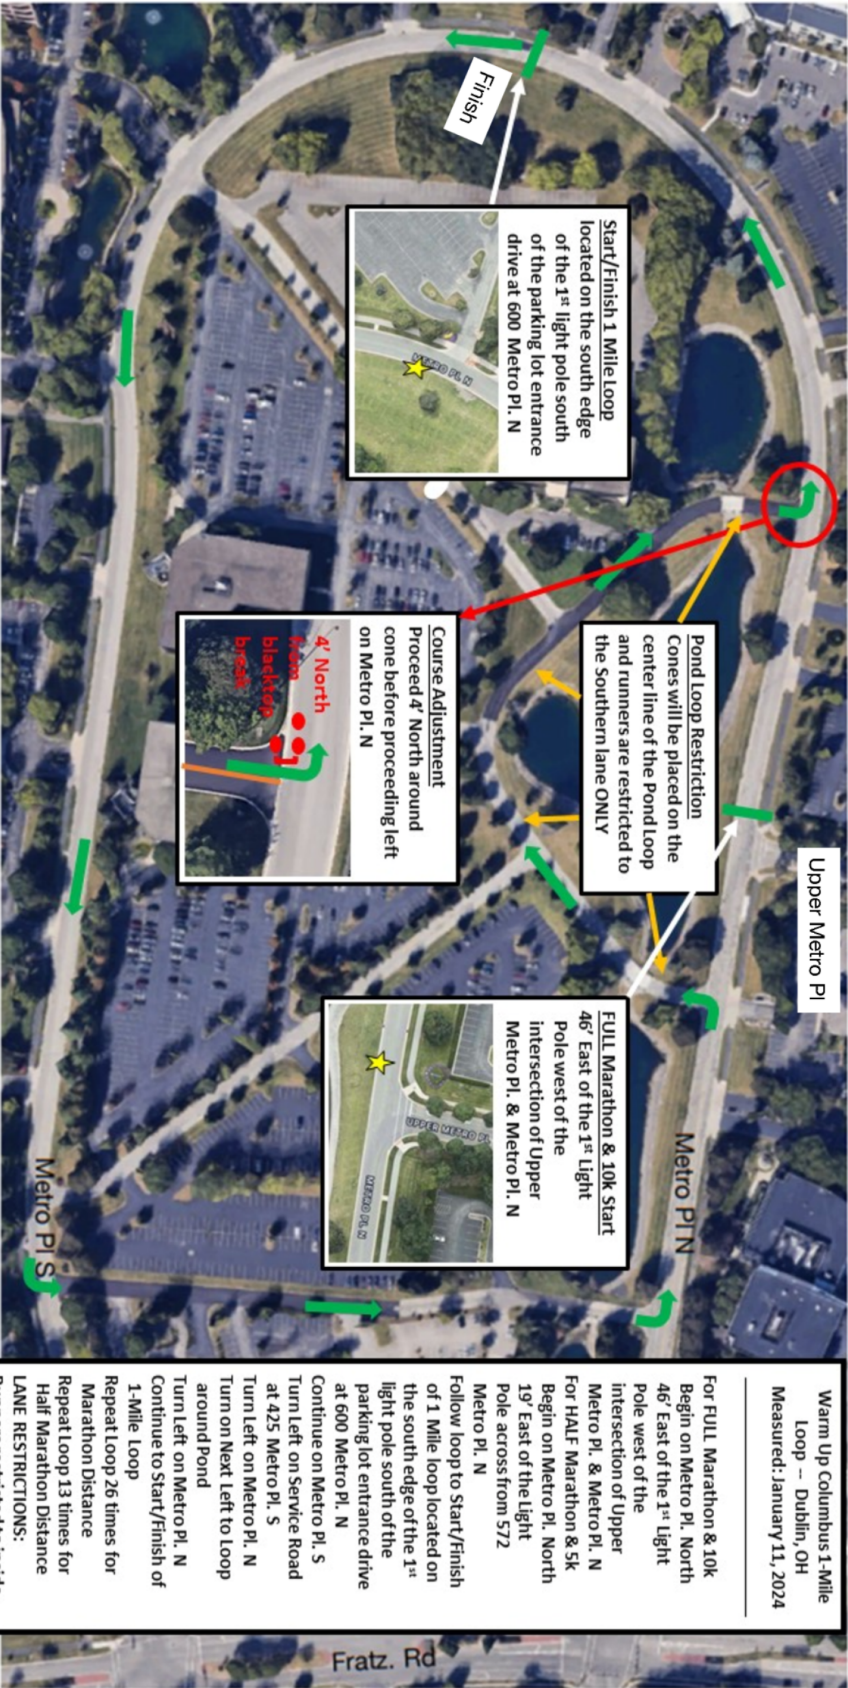 Finish
Start/Finish 1 Mile Loop
located on the south edge
of the 1st light pole south
of the parking lot entrance
drive at 600 Metro Pl. N
METRO PL N
Upper Metro Pl
Pond Loop Restriction
Cones will be placed on the
center line of the Pond Loop
and runners are restricted to
the Southern lane ONLY
Course Adjustment
Proceed 4' North around
cone before proceeding left
on Metro Pl. N
4' North
from
blacktop
break
FULL Marathon & 10k Start
46' East of the 1st Light
Pole west of the
intersection of Upper
Metro Pl. & Metro Pl. N
UPPER METRO PL
METRO PL N
Metro Pl N
Metro Pl S
Warm Up Columbus 1-Mile
Loop – Dublin, OH
Measured: January 11, 2024
For FULL Marathon & 10k
Begin on Metro Pl. North
46' East of the 1st Light
Pole west of the
intersection of Upper
Metro Pl. & Metro Pl. N
For HALF Marathon & 5k
Begin on Metro Pl. North
19' East of the Light
Pole across from 572
Metro Pl. N
Follow loop to Start/Finish
of 1 Mile loop located on
the south edge of the 1st
light pole south of the
parking lot entrance drive
at 600 Metro Pl. N
Continue on Metro Pl. S
Turn Left on Service Road
at 425 Metro Pl. S
Turn Left on Metro Pl. N
Turn on Next Left to Loop
around Pond
Turn Left on Metro Pl. N
Continue to Start/Finish of
1-Mile Loop
Repeat Loop 26 times for
Marathon Distance
Repeat Loop 13 times for
Half Marathon Distance
LANE RESTRICTIONS:
Fratz. Rd